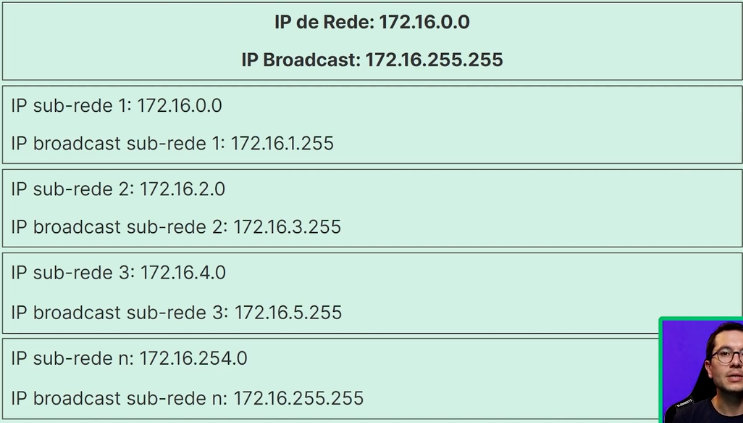 IP de Rede: 172.16.0.0
IP Broadcast: 172.16.255.255
IP sub-rede 1: 172.16.0.0
IP broadcast sub-rede 1: 172.16.1.255
IP sub-rede 2: 172.16.2.0
IP broadcast sub-rede 2: 172.16.3.255
IP sub-rede 3: 172.16.4.0
IP broadcast sub-rede 3: 172.16.5.255
IP sub-rede n: 172.16.254.0
IP broadcast sub-rede n: 172.16.255.255